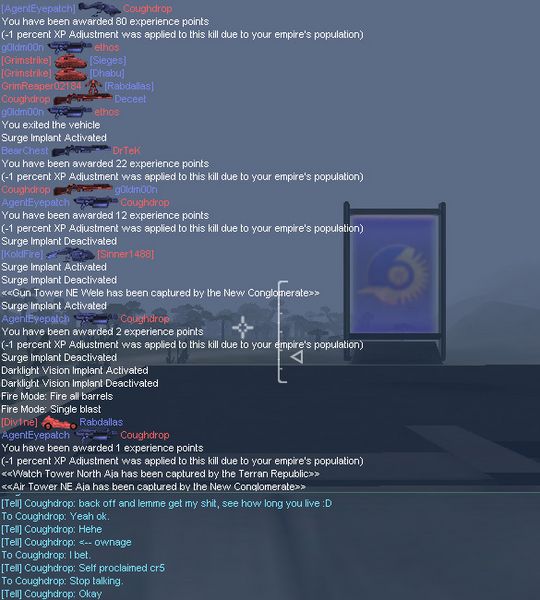 [AgentEyepatch] Coughdrop
You have been awarded 80 experience points
(-1 percent XP Adjustment was applied to this kill due to your empire's population)
g0ldm00n ethos
[Grimstrike] [Sieges]
[Grimstrike] [Dhabu]
GrimReaper02184 [Rabdallas]
Coughdrop Deceet
g0ldm00n ethos
You exited the vehicle
Surge Implant Activated
BearChest DrTeK
You have been awarded 22 experience points
(-1 percent XP Adjustment was applied to this kill due to your empire's population)
Coughdrop g0ldm00n
AgentEyepatch Coughdrop
You have been awarded 12 experience points
(-1 percent XP Adjustment was applied to this kill due to your empire's population)
Surge Implant Deactivated
[KoldFire] [Sinner1488]
Surge Implant Activated
Surge Implant Deactivated
<<Gun Tower NE Wele has been captured by the New Conglomerate>>
Surge Implant Activated
AgentEyepatch Coughdrop
You have been awarded 2 experience points
(-1 percent XP Adjustment was applied to this kill due to your empire's population)
Surge Implant Deactivated
Darklight Vision Implant Activated
Darklight Vision Implant Deactivated
Fire Mode: Fire all barrels
Fire Mode: Single blast
[Div1ne] Rabdallas
AgentEyepatch Coughdrop
You have been awarded 1 experience points
(-1 percent XP Adjustment was applied to this kill due to your empire's population)
<<Watch Tower North Aja has been captured by the Terran Republic>>
<<Air Tower NE Aja has been captured by the New Conglomerate>>
[Tell] Coughdrop: back off and lemme get my shit, see how long you live :D
To Coughdrop: Yeah ok.
[Tell] Coughdrop: Hehe
[Tell] Coughdrop: <-- ownage
To Coughdrop: I bet.
[Tell] Coughdrop: Self proclaimed cr5
To Coughdrop: Stop talking.
[Tell] Coughdrop: Okay